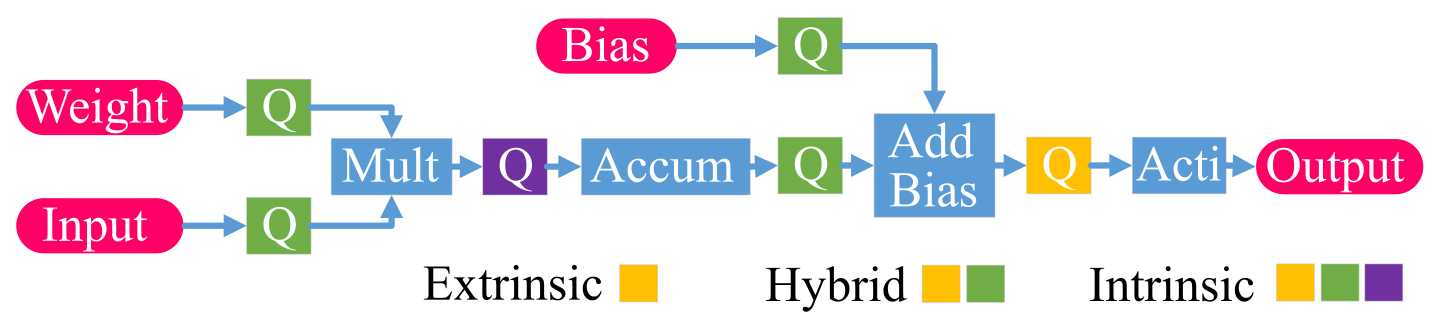 Bias Q
Weight Q
Mult Q Accum Q Add Bias Q Acti Output
Input Q
Extrinsic Hybrid Intrinsic